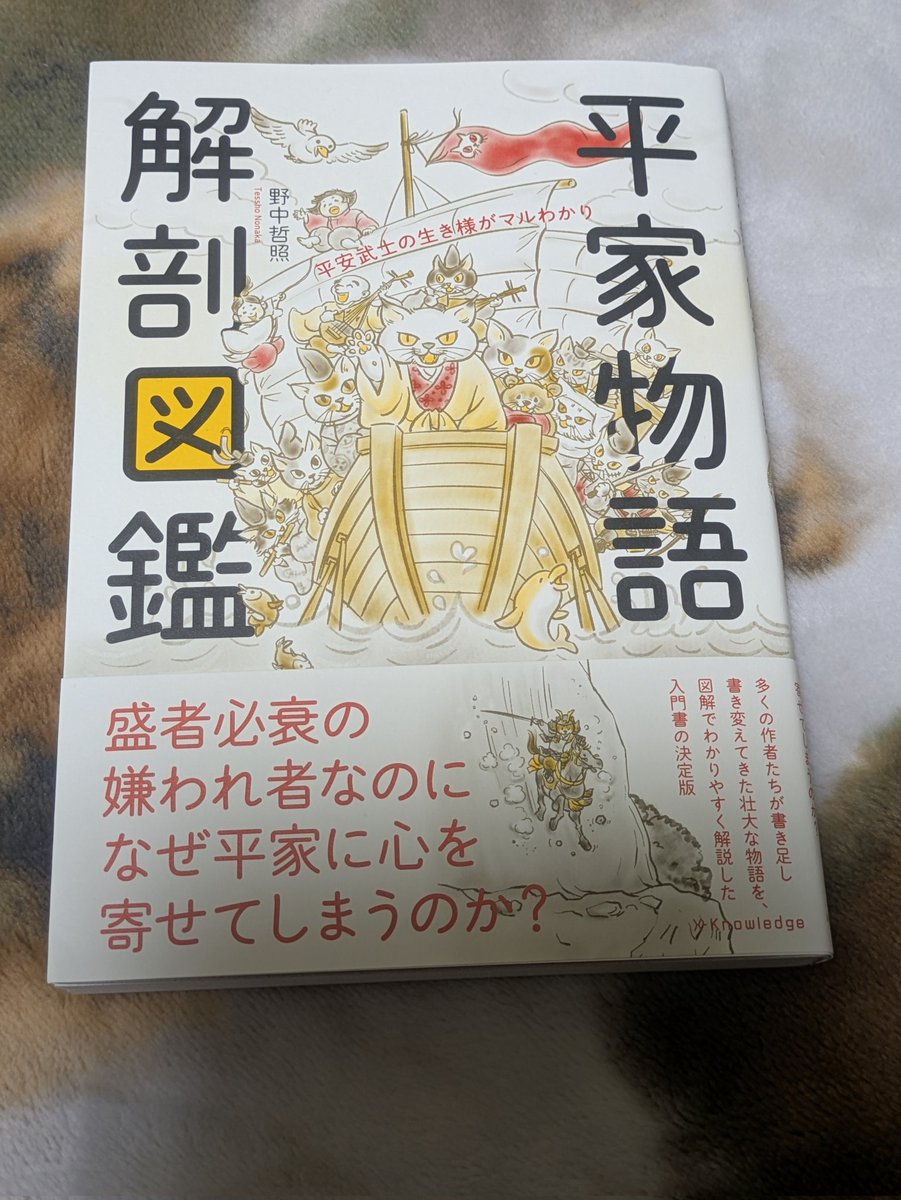 平家物語
解剖図鑑
平安武士の生き様がマルわかり
野中哲照
Tessho Nonaka
盛者必衰の
嫌われ者なのに
なぜ平家に心を
寄せてしまうのか?
多くの作者たちが書き足し
書き変えてきた壮大な物語を、
図解でわかりやすく解説した
入門書の決定版
X-Knowledge